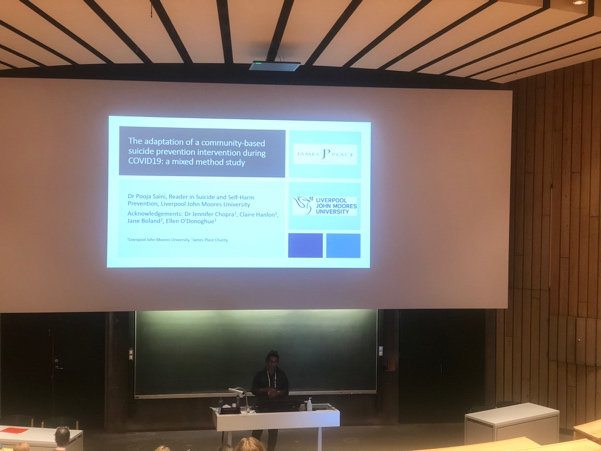 The adaptation of a community-based
suicide prevention intervention during
COVID19: a mixed method study
JAMES PLACE
Dr Pooja Saini, Reader in Suicide and Self-Harm
Prevention, Liverpool John Moores University
Acknowledgements: Dr Jennifer Chopra¹, Claire Hanlon¹,
Jane Boland², Ellen O'Donoghue²
LIVERPOOL
JOHN MOORES
UNIVERSITY
¹Liverpool John Moores University, ²James Place Charity